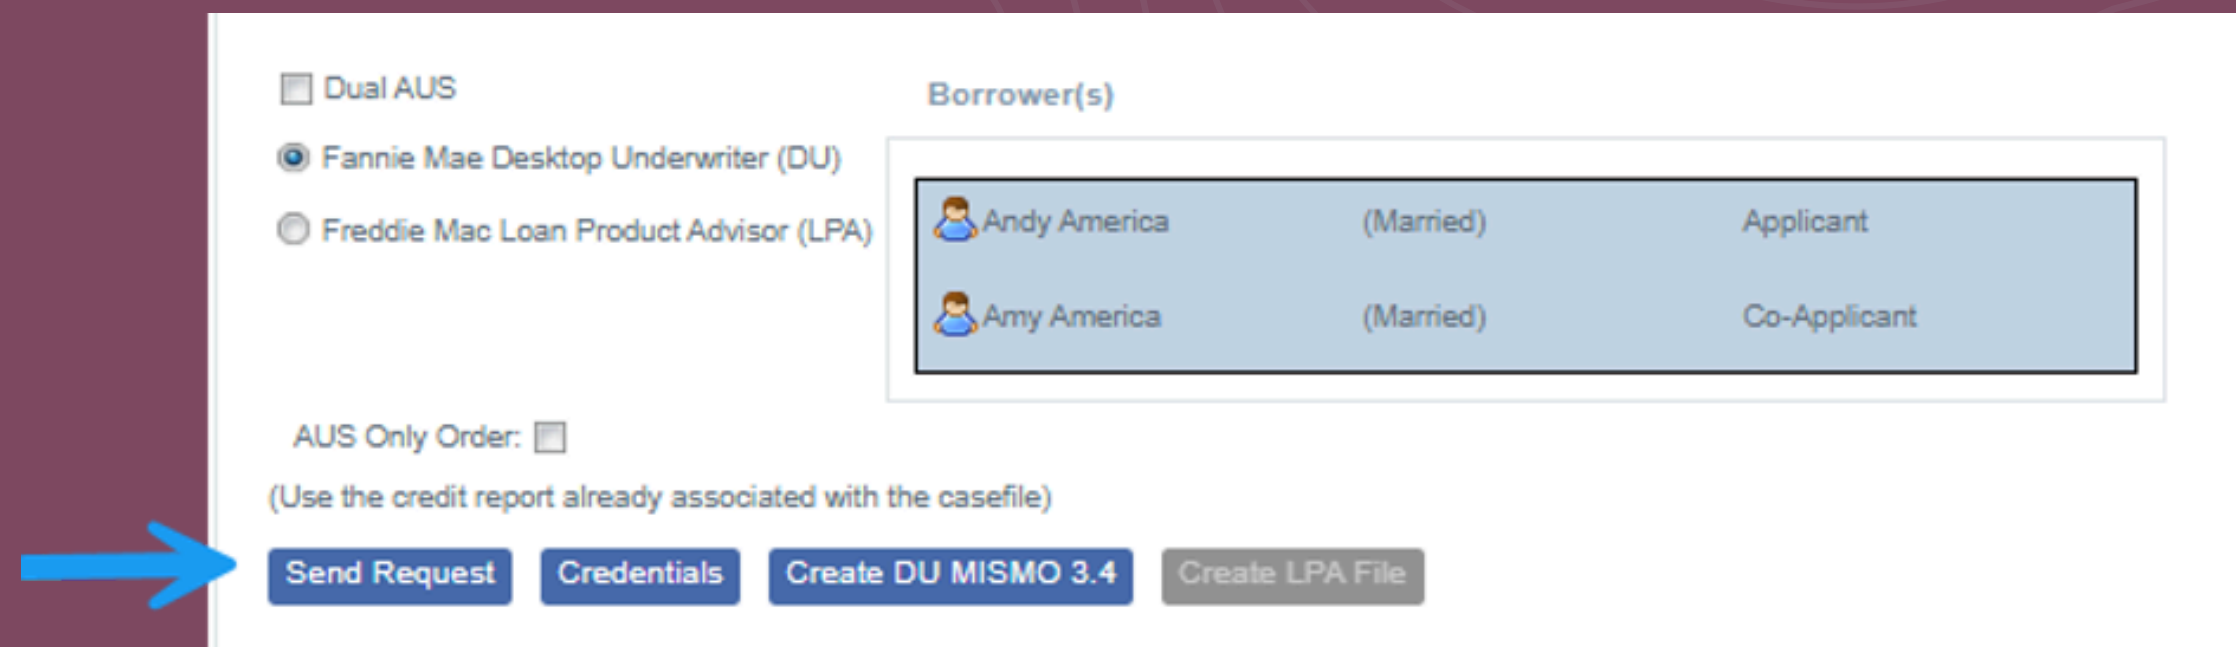 Dual AUS
Fannie Mae Desktop Underwriter (DU)
Freddie Mac Loan Product Advisor (LPA)
Borrower(s)
Andy America (Married) Applicant
Amy America (Married) Co-Applicant
AUS Only Order:
(Use the credit report already associated with the casefile)
Send Request Credentials Create DU MISMO 3.4 Create LPA File